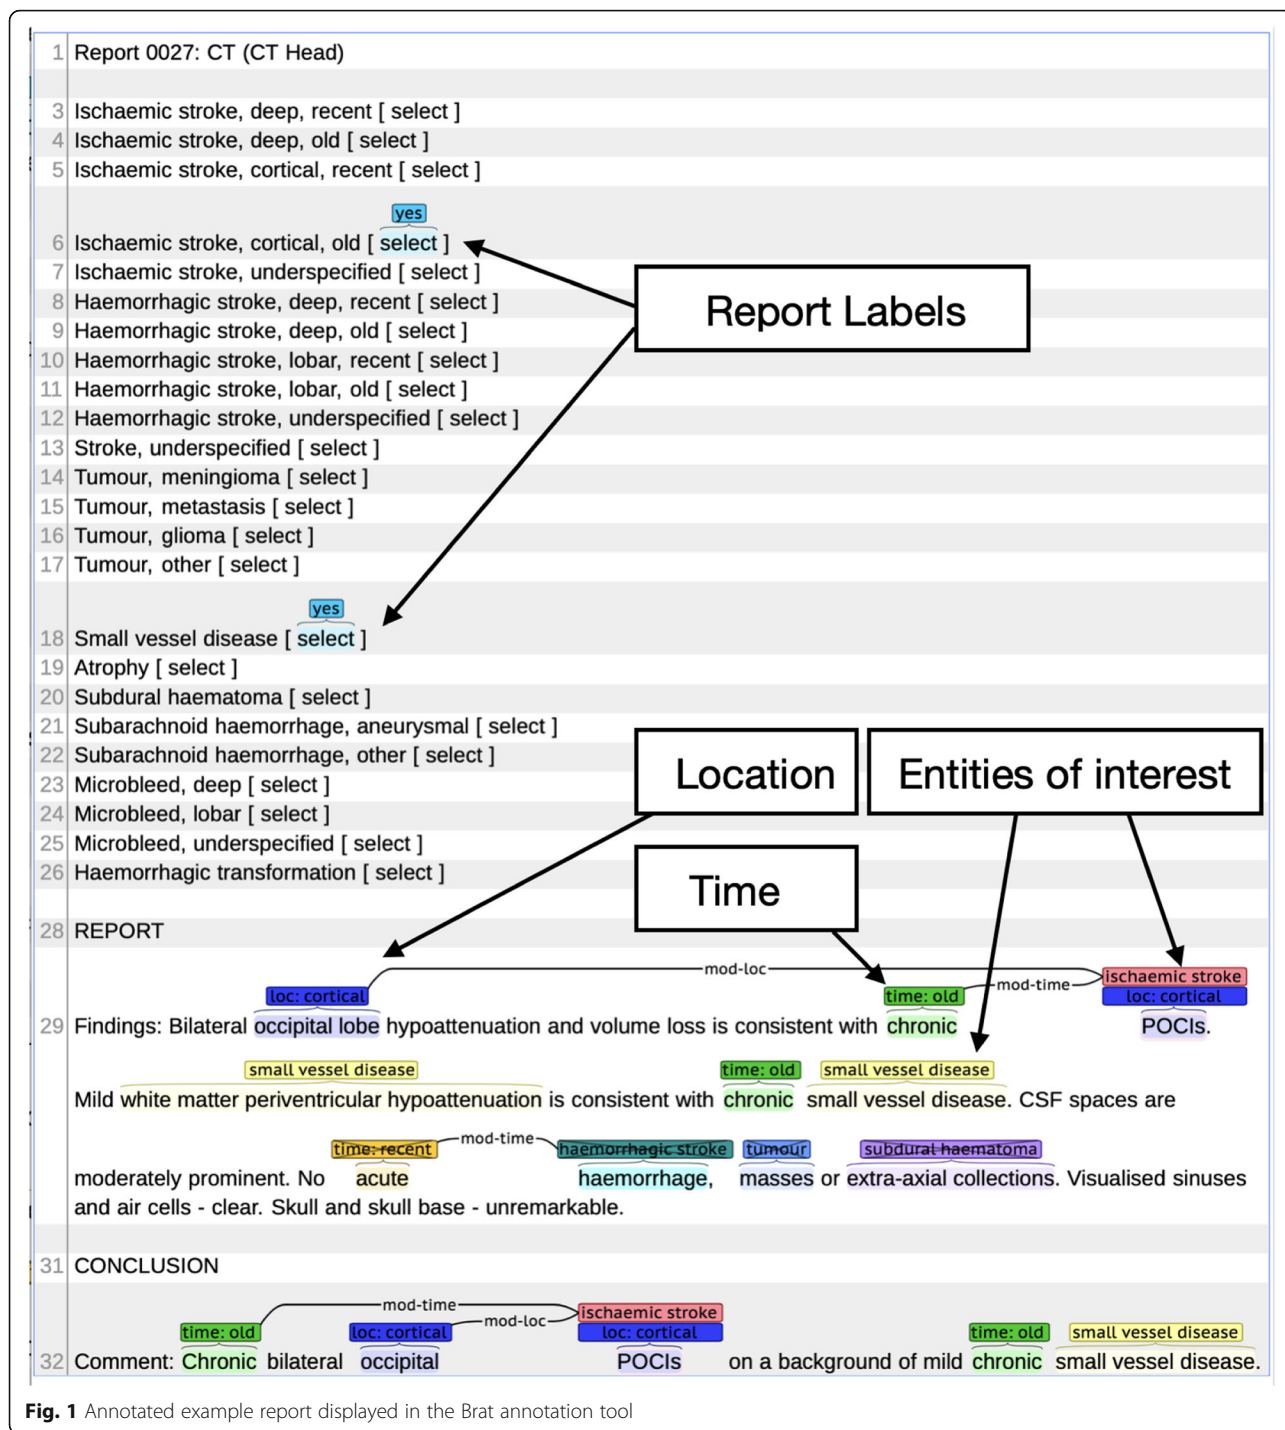 1 Report 0027: CT (CT Head)
3 Ischaemic stroke, deep, recent [ select ]
4 Ischaemic stroke, deep, old [ select ]
5 Ischaemic stroke, cortical, recent [ select ]
yes
6 Ischaemic stroke, cortical, old [ select ]
7 Ischaemic stroke, underspecified [ select ]
Report Labels
8 Haemorrhagic stroke, deep, recent [ select ]
9 Haemorrhagic stroke, deep, old [ select ]
10 Haemorrhagic stroke, lobar, recent [ select ]
11 Haemorrhagic stroke, lobar, old [ select ]
12 Haemorrhagic stroke, underspecified [ select ]
13 Stroke, underspecified [ select ]
14 Tumour, meningioma [ select ]
15 Tumour, metastasis [ select ]
16 Tumour, glioma [ select ]
17 Tumour, other [ select ]
yes
18 Small vessel disease [ select ]
19 Atrophy [ select ]
20 Subdural haematoma [ select ]
21 Subarachnoid haemorrhage, aneurysmal [ select ]
22 Subarachnoid haemorrhage, other [ select ]
Location Entities of interest
23 Microbleed, deep [ select ]
24 Microbleed, lobar [ select ]
25 Microbleed, underspecified [ select ]
26 Haemorrhagic transformation [ select ]
Time
28 REPORT
mod-loc ischaemic stroke
loc: cortical time: old mod-time loc: cortical
29 Findings: Bilateral occipital lobe hypoattenuation and volume loss is consistent with chronic POCIs.
small vessel disease time: old small vessel disease
Mild white matter periventricular hypoattenuation is consistent with chronic small vessel disease. CSF spaces are
time: recent mod-time haemorrhagic stroke tumour subdural haematoma
moderately prominent. No acute haemorrhage, masses or extra-axial collections. Visualised sinuses
and air cells - clear. Skull and skull base - unremarkable.
31 CONCLUSION
mod-time ischaemic stroke
time: old loc: cortical mod-loc loc: cortical time: old small vessel disease
32 Comment: Chronic bilateral occipital POCIs on a background of mild chronic small vessel disease.
Fig. 1 Annotated example report displayed in the Brat annotation tool